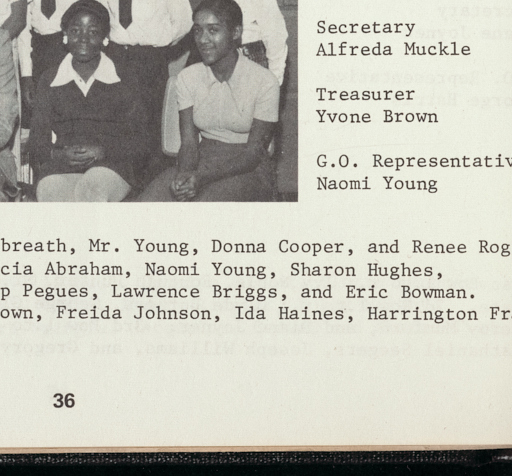 Secretary
Alfreda Muckle
Treasurer
Yvone Brown
G.O. Representativ
Naomi Young
breath, Mr. Young, Donna Cooper, and Renee Rog
cia Abraham, Naomi Young, Sharon Hughes,
p Pegues, Lawrence Briggs, and Eric Bowman.
own, Freida Johnson, Ida Haines, Harrington Fr
36